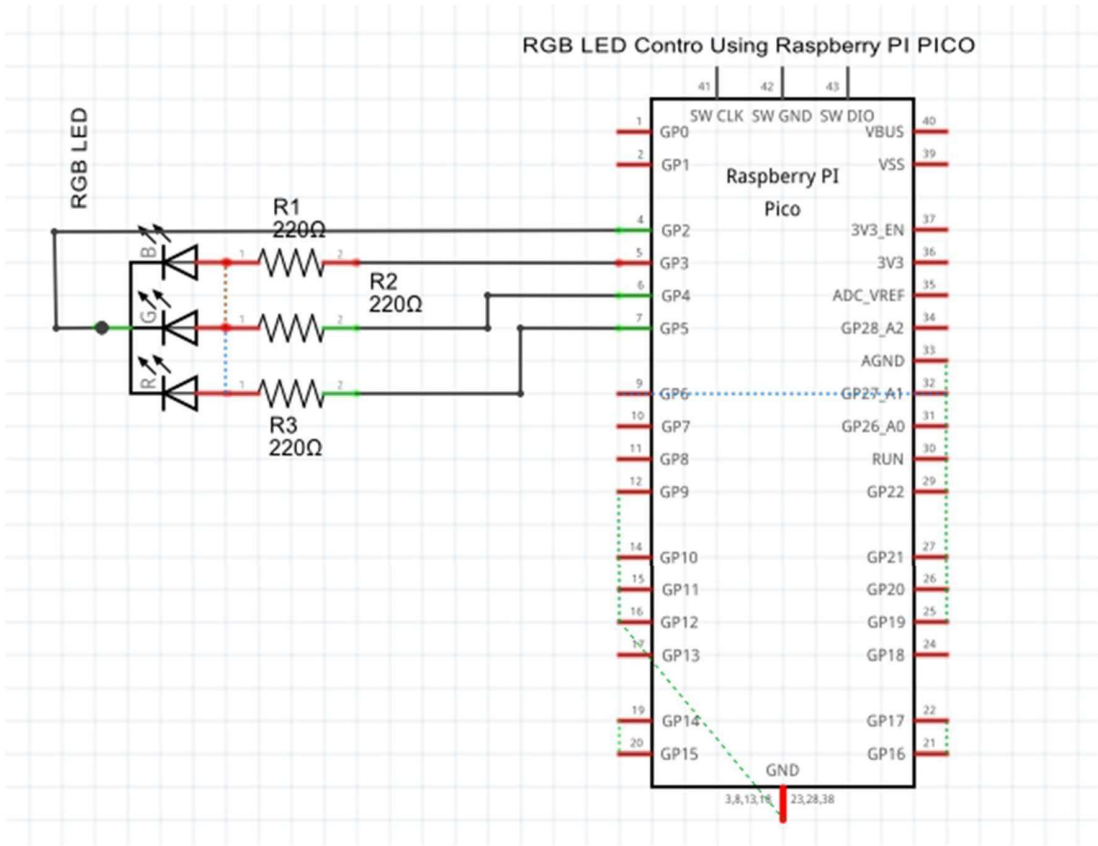 RGB LED Contro Using Raspberry PI PICO
41 42 43
SW CLK SW GND SW DIO
RGB LED
Raspberry PI
Pico
1 GP0
2 GP1
4 GP2
5 GP3
6 GP4
7 GP5
9 GP6
10 GP7
11 GP8
12 GP9
14 GP10
15 GP11
16 GP12
17 GP13
19 GP14
20 GP15
VBUS 40
VSS 39
3V3_EN 37
3V3 36
ADC_VREF 35
GP28_A2 34
AGND 33
GP27_A1 32
GP26_A0 31
RUN 30
GP22 29
GP21 27
GP20 26
GP19 25
GP18 24
GP17 22
GP16 21
R1
220Ω
B 1 2
R2
220Ω
G 1 2
R 1 2
R3
220Ω
GND
3,8,13,18 23,28,38